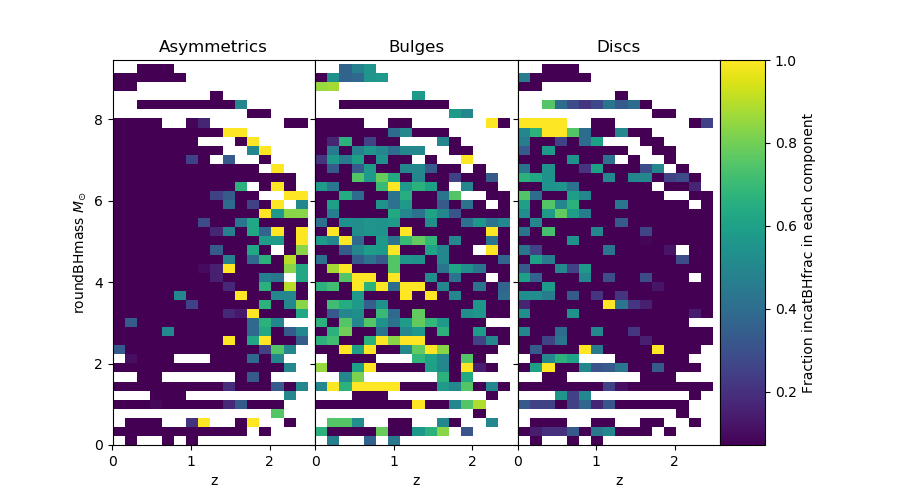 Asymmetrics Bulges Discs
1.0
8
0.8
6
0.6
roundBHmass M⊙
Fraction incatBHfrac in each component
4
0.4
2
0.2
0
0 1 2 0 1 2 0 1 2
z z z